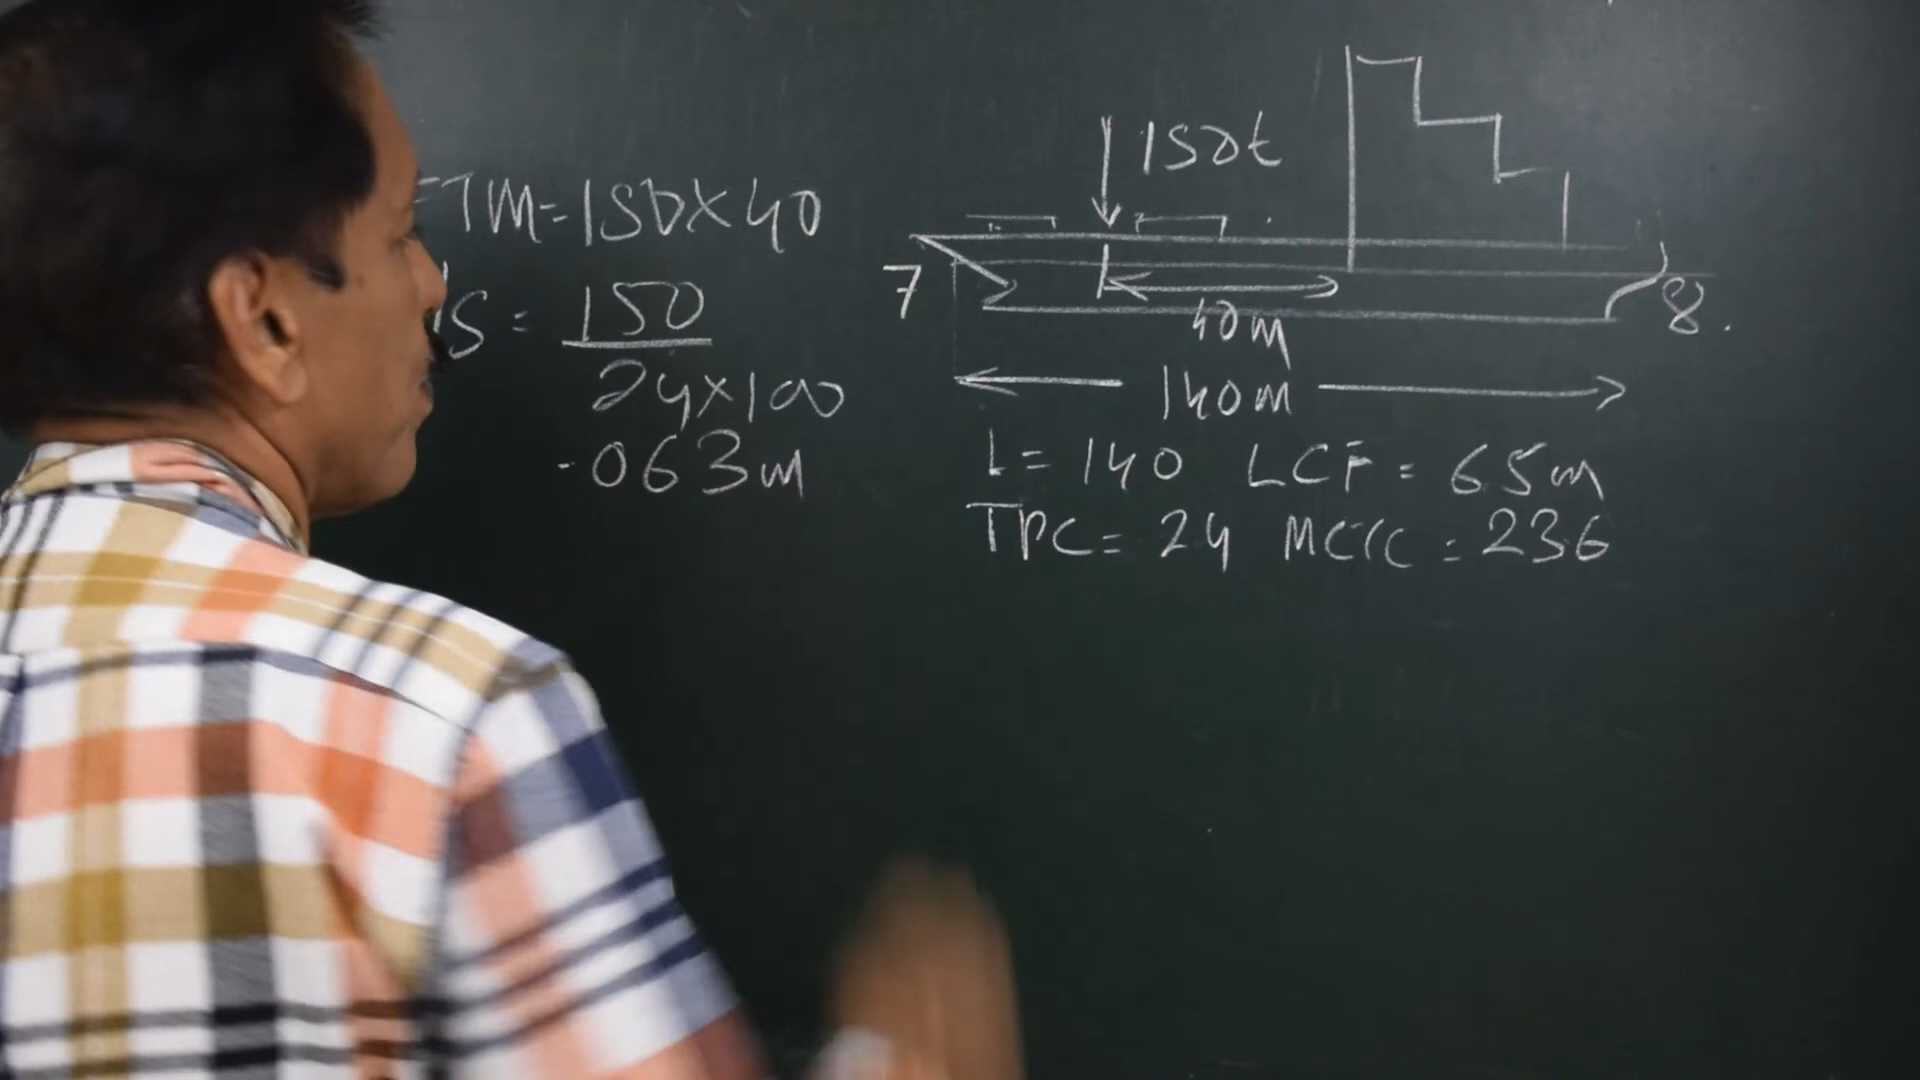 TM=150×40
S = 150
24×100
.063m
150t
7
8.
40m
140m
L= 140 LCF = 65m
TPC= 24 MCTC = 236